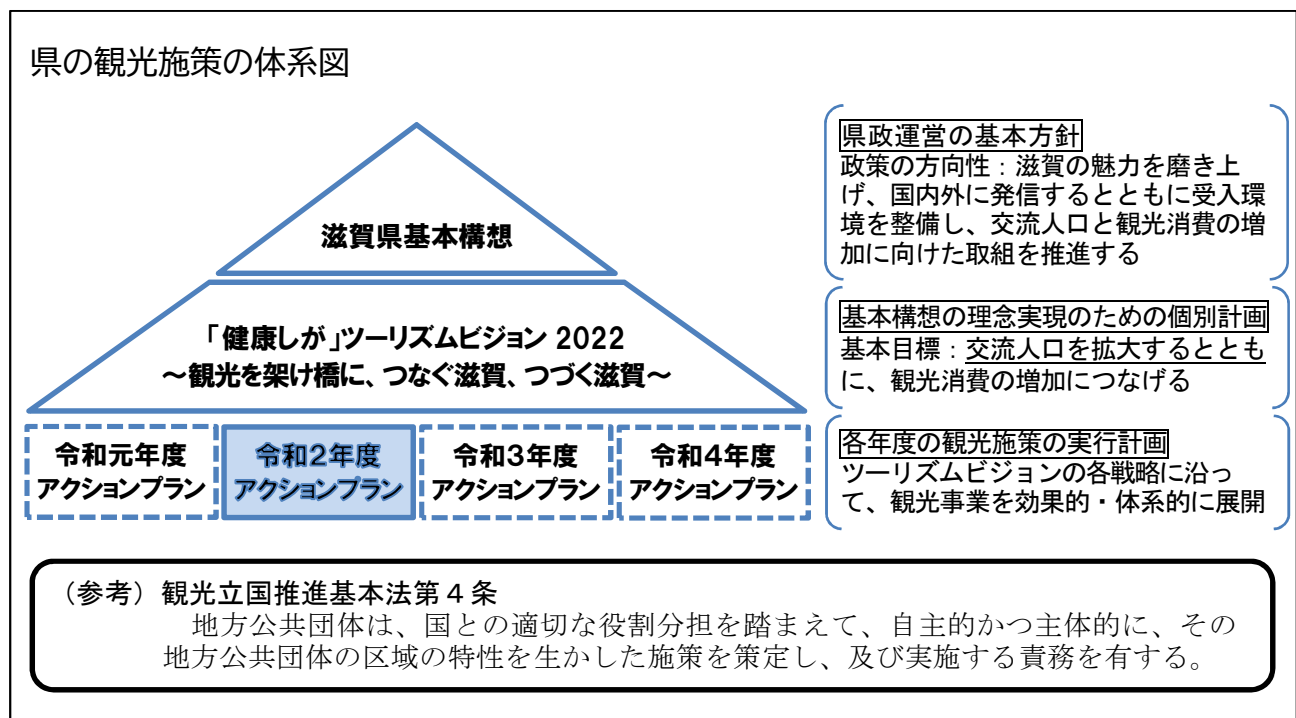 県の観光施策の体系図
滋賀県基本構想
県政運営の基本方針
政策の方向性：滋賀の魅力を磨き上
げ、国内外に発信するとともに受入環
境を整備し、交流人口と観光消費の増
加に向けた取組を推進する
「健康しが」ツーリズムビジョン 2022
～観光を架け橋に、つなぐ滋賀、つづく滋賀～
基本構想の理念実現のための個別計画
基本目標：交流人口を拡大するととも
に、観光消費の増加につなげる
令和元年度
アクションプラン
令和２年度
アクションプラン
令和３年度
アクションプラン
令和４年度
アクションプラン
各年度の観光施策の実行計画
ツーリズムビジョンの各戦略に沿っ
て、観光事業を効果的・体系的に展開
（参考）観光立国推進基本法第４条
地方公共団体は、国との適切な役割分担を踏まえて、自主的かつ主体的に、その
地方公共団体の区域の特性を生かした施策を策定し、及び実施する責務を有する。